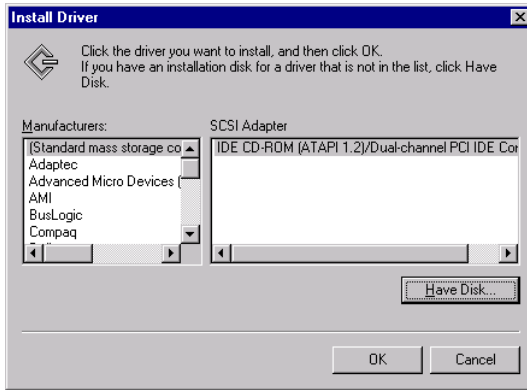 Install Driver
Click the driver you want to install, and then click OK.
If you have an installation disk for a driver that is not in the list, click Have
Disk.
Manufacturers:
SCSI Adapter
(Standard mass storage co
IDE CD-ROM (ATAPI 1.2)/Dual-channel PCI IDE Con
Adaptec
Advanced Micro Devices (
AMI
BusLogic
Compaq
Have Disk...
OK
Cancel